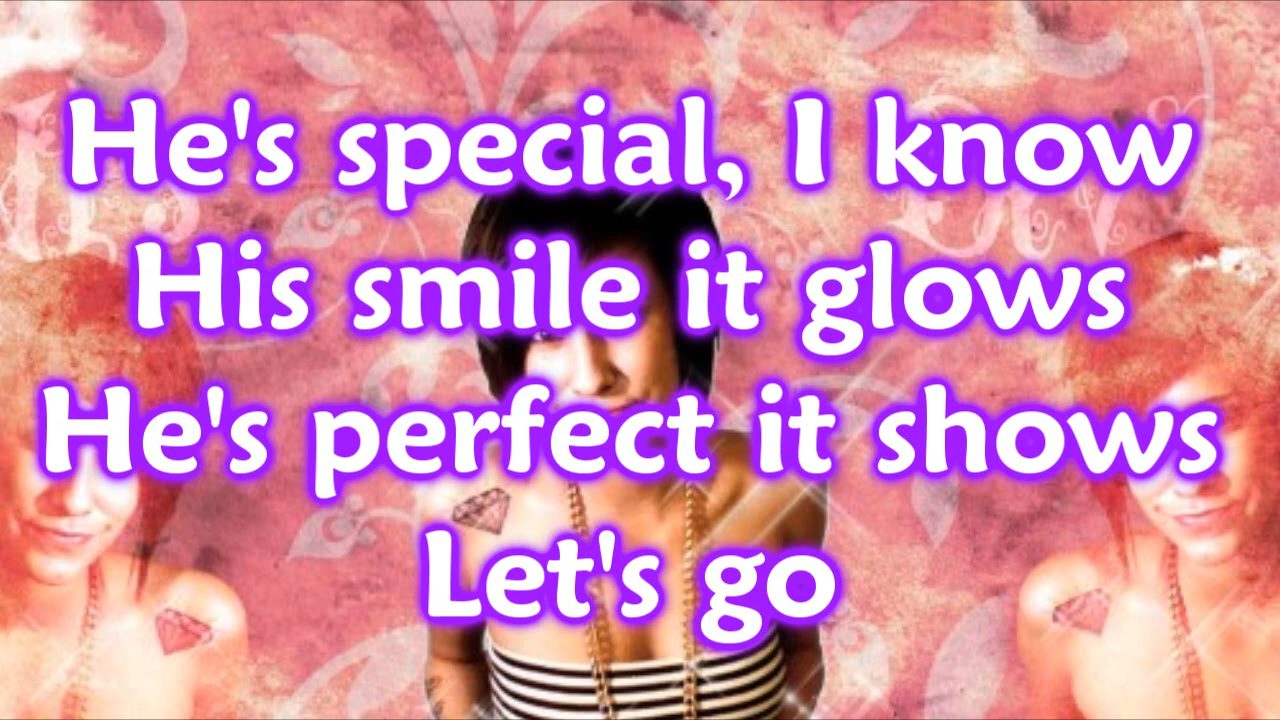 He's special, I know
His smile it glows
He's perfect it shows
Let's go